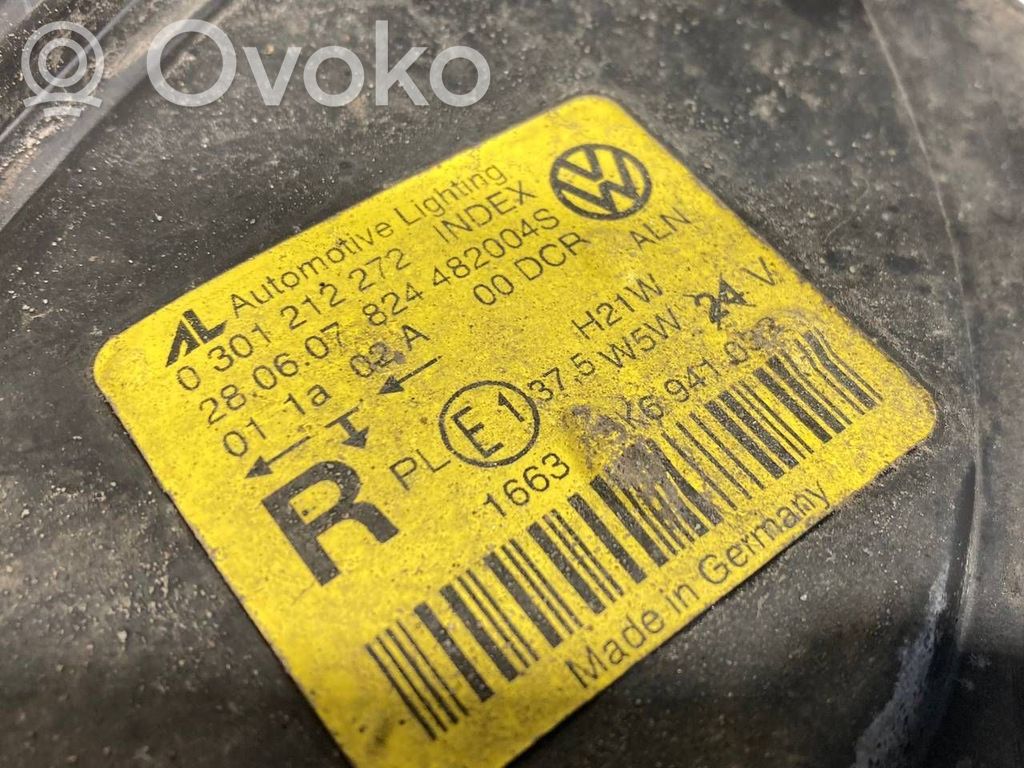 Ovoko
AL Automotive Lighting
0 301 212 272 INDEX
28.06.07 824 482004S
01 1a 02 A 00 DCR ALN
R PL E1 37,5 H21W W5W 24 V
1663 1K6 941
Made in Germany